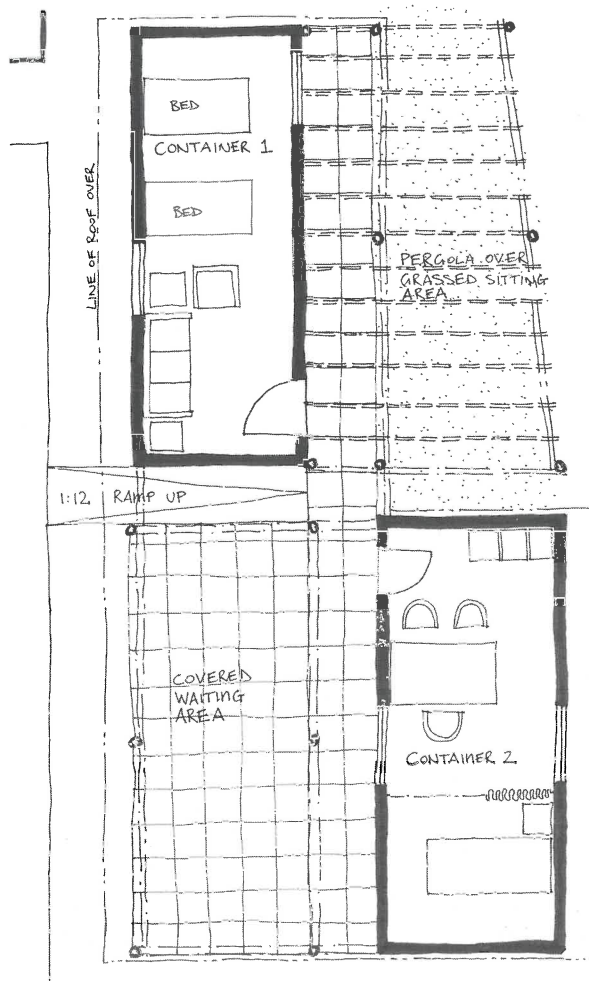 BED
CONTAINER 1
LINE OF ROOF OVER
BED
PERGOLA OVER
GRASSED SITTING
AREA
1:12 RAMP UP
COVERED
WAITING
AREA
CONTAINER 2